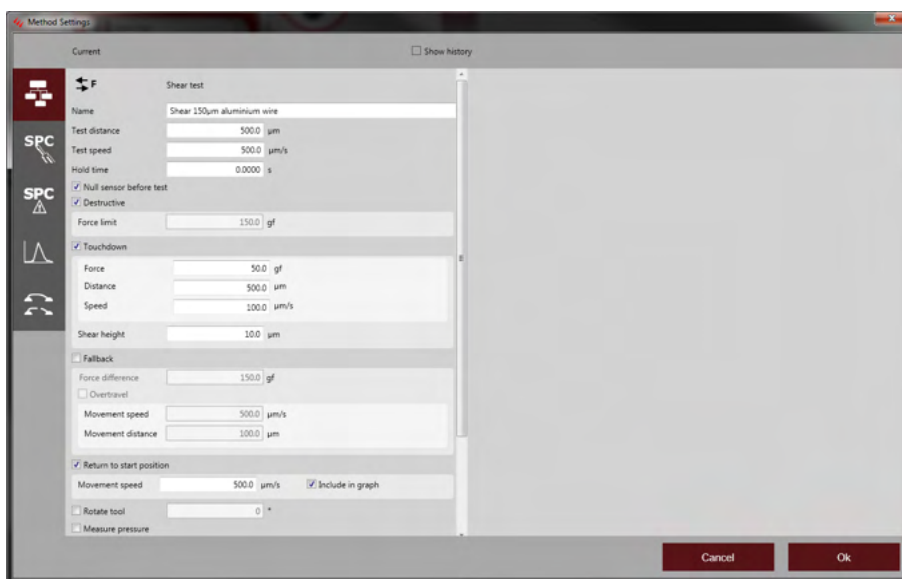 Method Settings
Current Show history
F Shear test
Name Shear 150µm aluminium wire
Test distance 500.0 µm
Test speed 500.0 µm/s
Hold time 0.0000 s
Null sensor before test
Destructive
Force limit 150.0 gf
Touchdown
Force 50.0 gf
Distance 500.0 µm
Speed 100.0 µm/s
Shear height 10.0 µm
Fallback
Force difference 150.0 gf
Overtravel
Movement speed 500.0 µm/s
Movement distance 100.0 µm
Return to start position
Movement speed 500.0 µm/s Include in graph
Rotate tool 0 °
Measure pressure
SPC
SPC
Cancel Ok